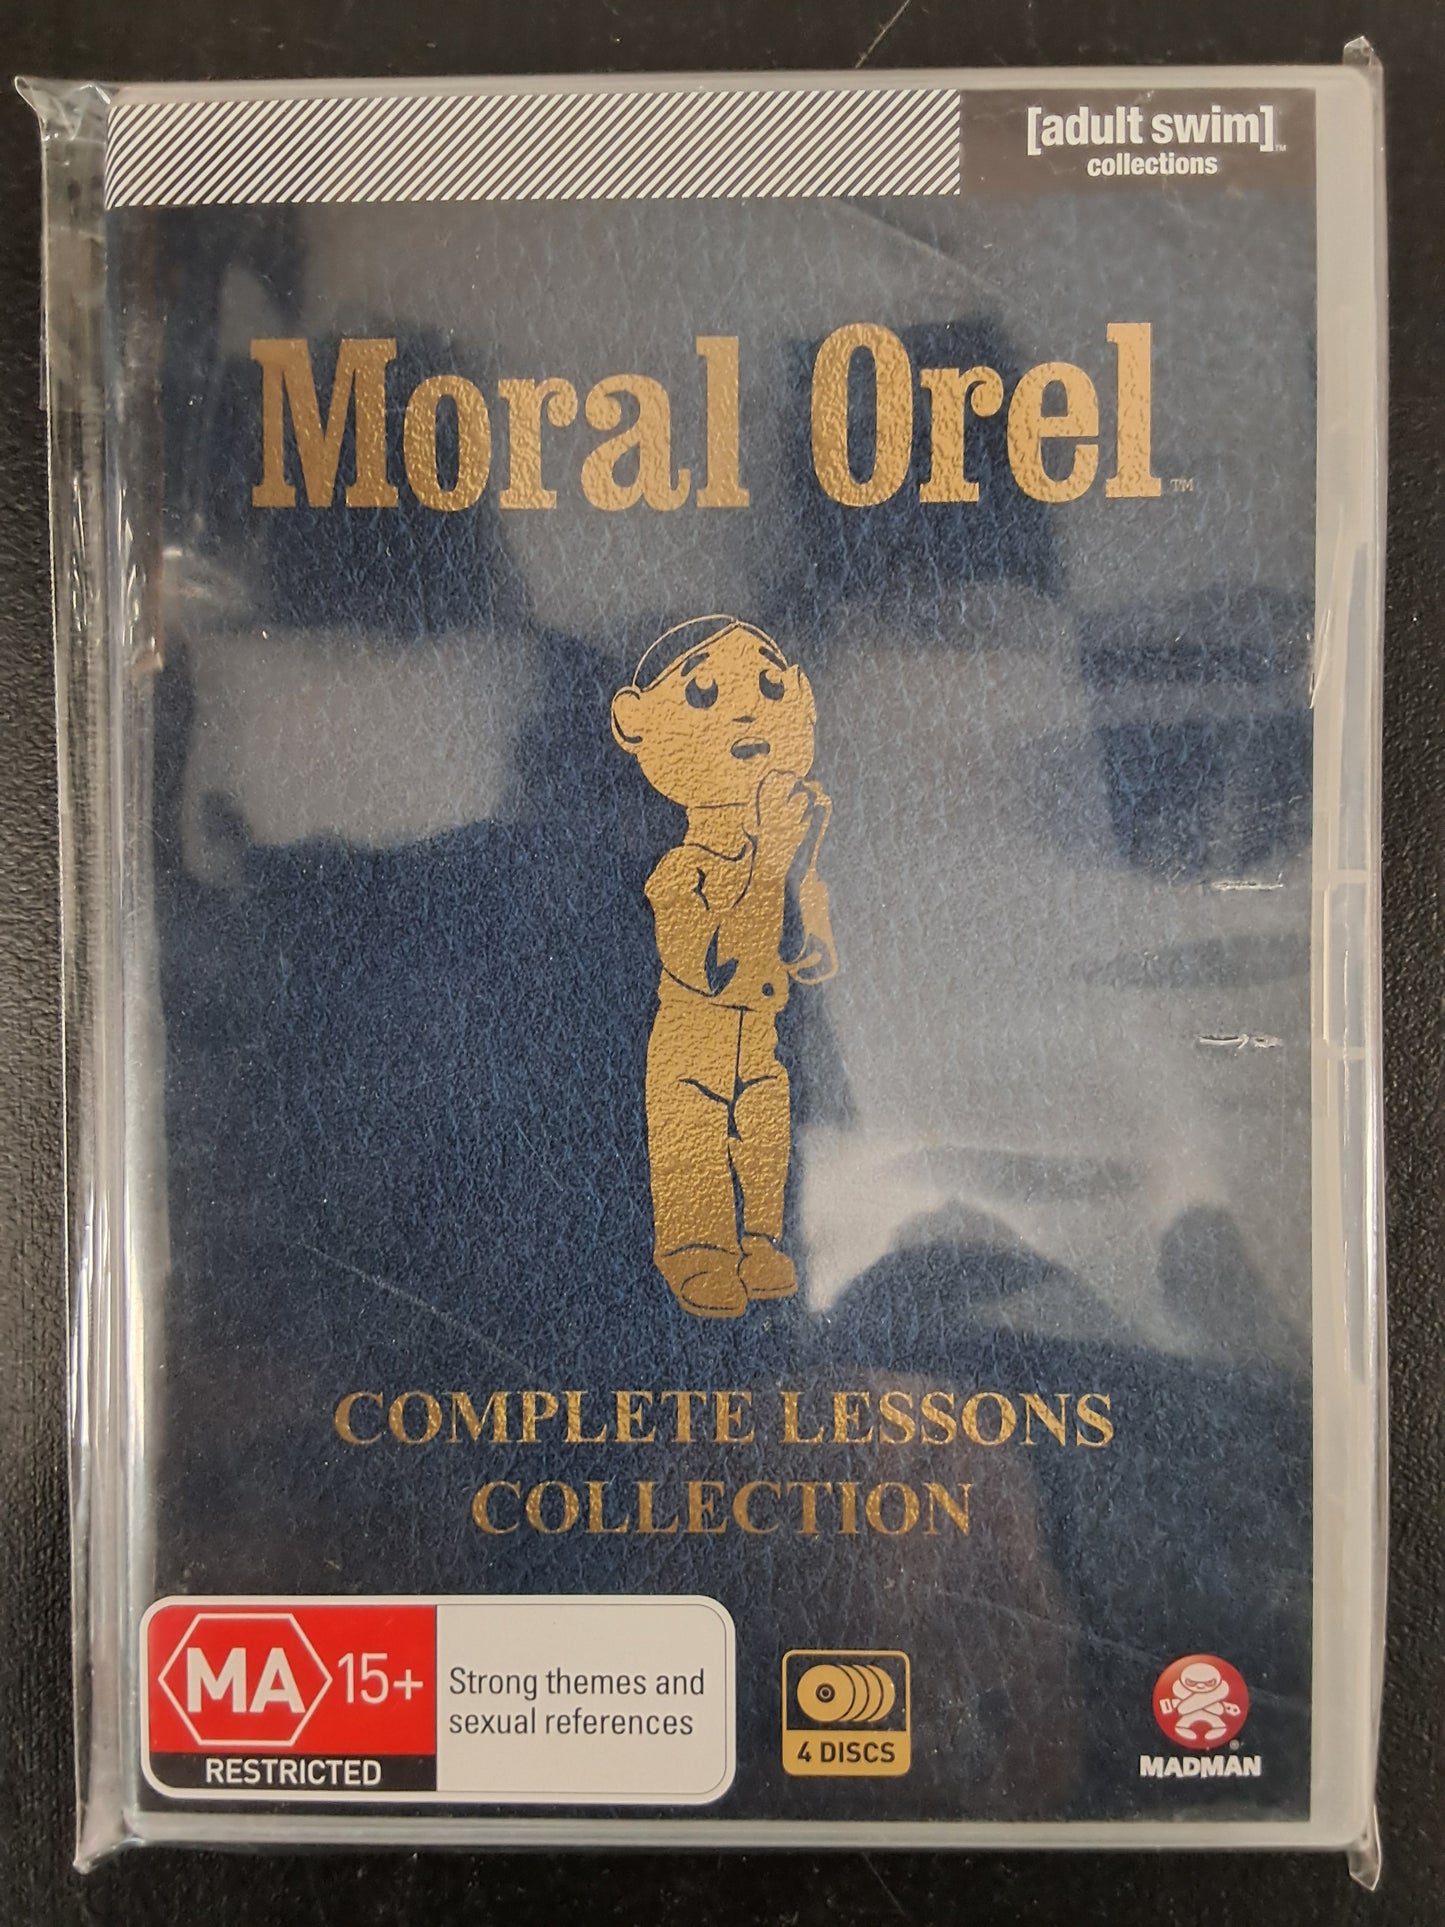 [adult swim]™
collections
Moral Orel™
COMPLETE LESSONS
COLLECTION
MA 15+
RESTRICTED
Strong themes and
sexual references
4 DISCS
®
MADMAN